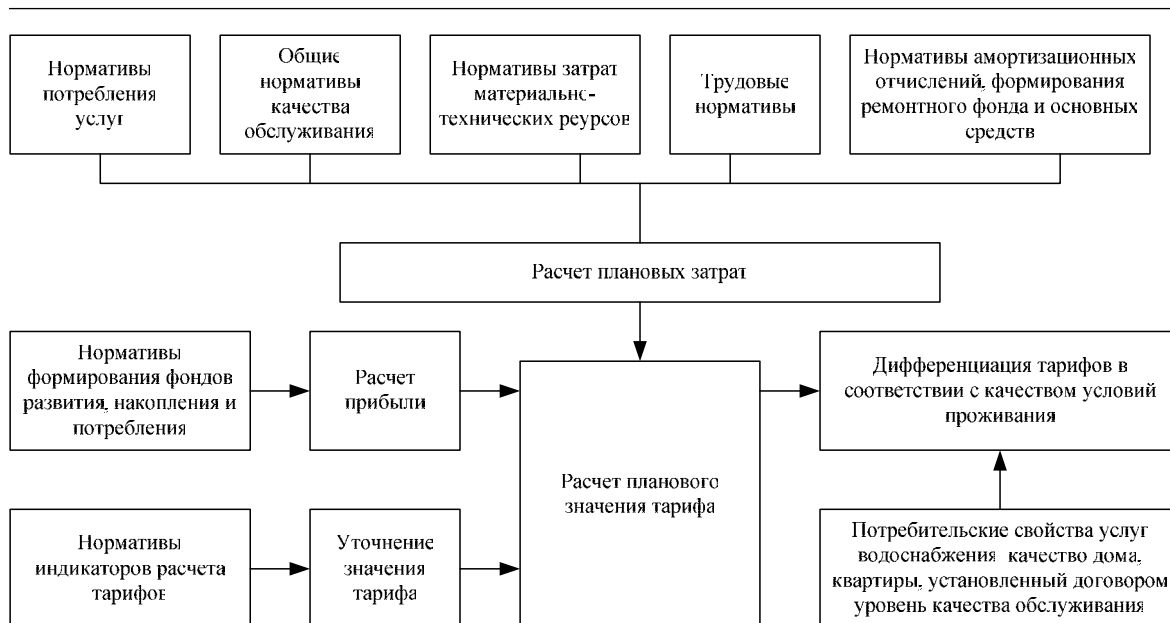 Нормативы
потребления
услуг
Общие
нормативы
качества
обслуживания
Нормативы затрат
материально-
технических реурсов
Трудовые
нормативы
Нормативы амортизационных
отчислений, формирования
ремонтного фонда и основных
средств
Расчет плановых затрат
Нормативы
формирования фондов
развития, накопления и
потребления
Расчет
прибыли
Расчет планового
значения тарифа
Дифференциация тарифов в
соответствии с качеством условий
проживания
Нормативы
индикаторов расчета
тарифов
Уточнение
значения
тарифа
Потребительские свойства услуг
водоснабжения качество дома,
квартиры, установленный договором
уровень качества обслуживания